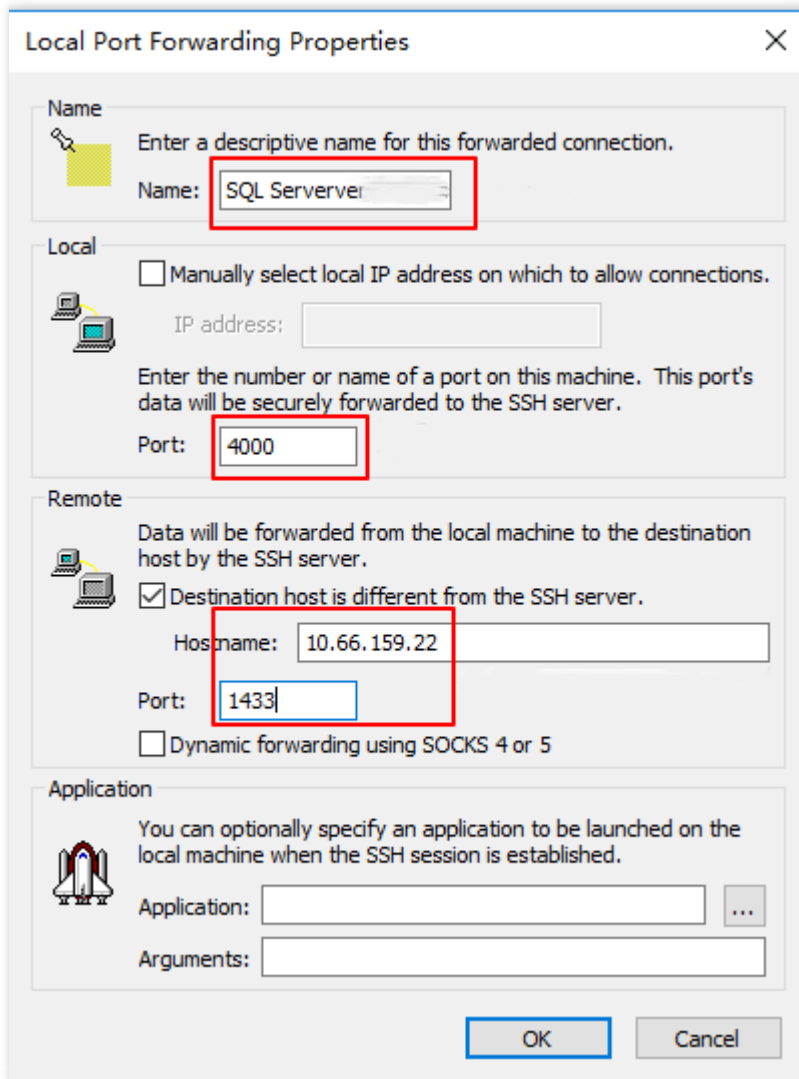 Local Port Forwarding Properties
Name
Enter a descriptive name for this forwarded connection.
Name: SQL Serverver
Local
Manually select local IP address on which to allow connections.
IP address:
Enter the number or name of a port on this machine. This port's
data will be securely forwarded to the SSH server.
Port: 4000
Remote
Data will be forwarded from the local machine to the destination
host by the SSH server.
Destination host is different from the SSH server.
Hostname: 10.66.159.22
Port: 1433
Dynamic forwarding using SOCKS 4 or 5
Application
You can optionally specify an application to be launched on the
local machine when the SSH session is established.
Application: ...
Arguments:
OK Cancel